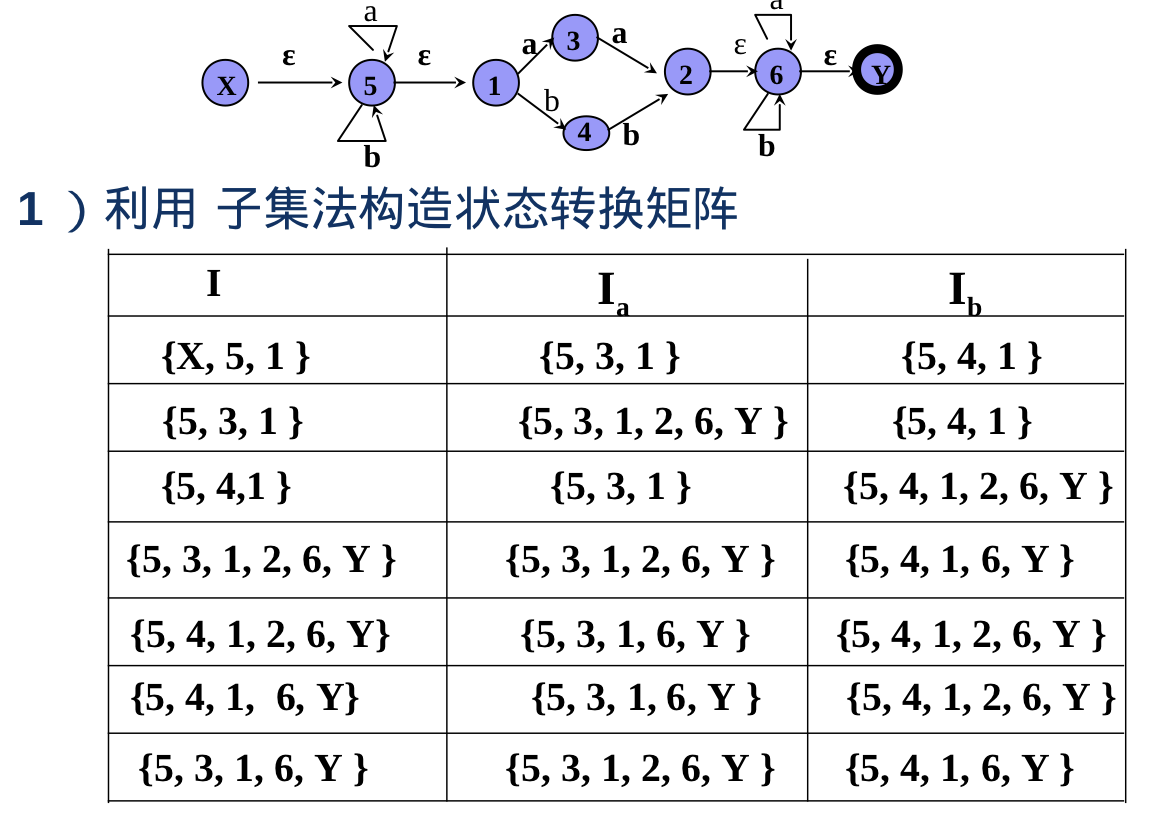 a a
ε ε a 3 a ε ε
X 5 1 2 6 Y
b 4 b
b b
1 ）利用 子集法构造状态转换矩阵
I Ia Ib
{X, 5, 1 } {5, 3, 1 } {5, 4, 1 }
{5, 3, 1 } {5, 3, 1, 2, 6, Y } {5, 4, 1 }
{5, 4,1 } {5, 3, 1 } {5, 4, 1, 2, 6, Y }
{5, 3, 1, 2, 6, Y } {5, 3, 1, 2, 6, Y } {5, 4, 1, 6, Y }
{5, 4, 1, 2, 6, Y} {5, 3, 1, 6, Y } {5, 4, 1, 2, 6, Y }
{5, 4, 1, 6, Y} {5, 3, 1, 6, Y } {5, 4, 1, 2, 6, Y }
{5, 3, 1, 6, Y } {5, 3, 1, 2, 6, Y } {5, 4, 1, 6, Y }